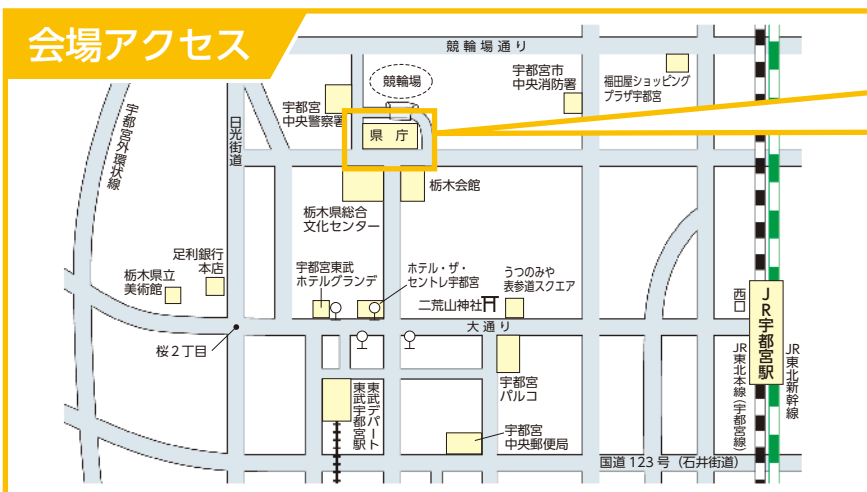 会場アクセス
競輪場通り
競輪場
宇都宮市
中央消防署
福田屋ショッピング
プラザ宇都宮
宇都宮
中央警察署
県庁
宇都宮外環状線
日光街道
栃木会館
栃木県総合
文化センター
足利銀行
本店
栃木県立
美術館
宇都宮東武
ホテルグランデ
ホテル・ザ・
セントレ宇都宮
うつのみや
表参道スクエア
二荒山神社
大通り
桜2丁目
西口
JR宇都宮駅
JR東北本線(宇都宮線)
JR東北新幹線
宇都宮
パルコ
東武デパート
東武宇都宮駅
宇都宮
中央郵便局
国道123号(石井街道)